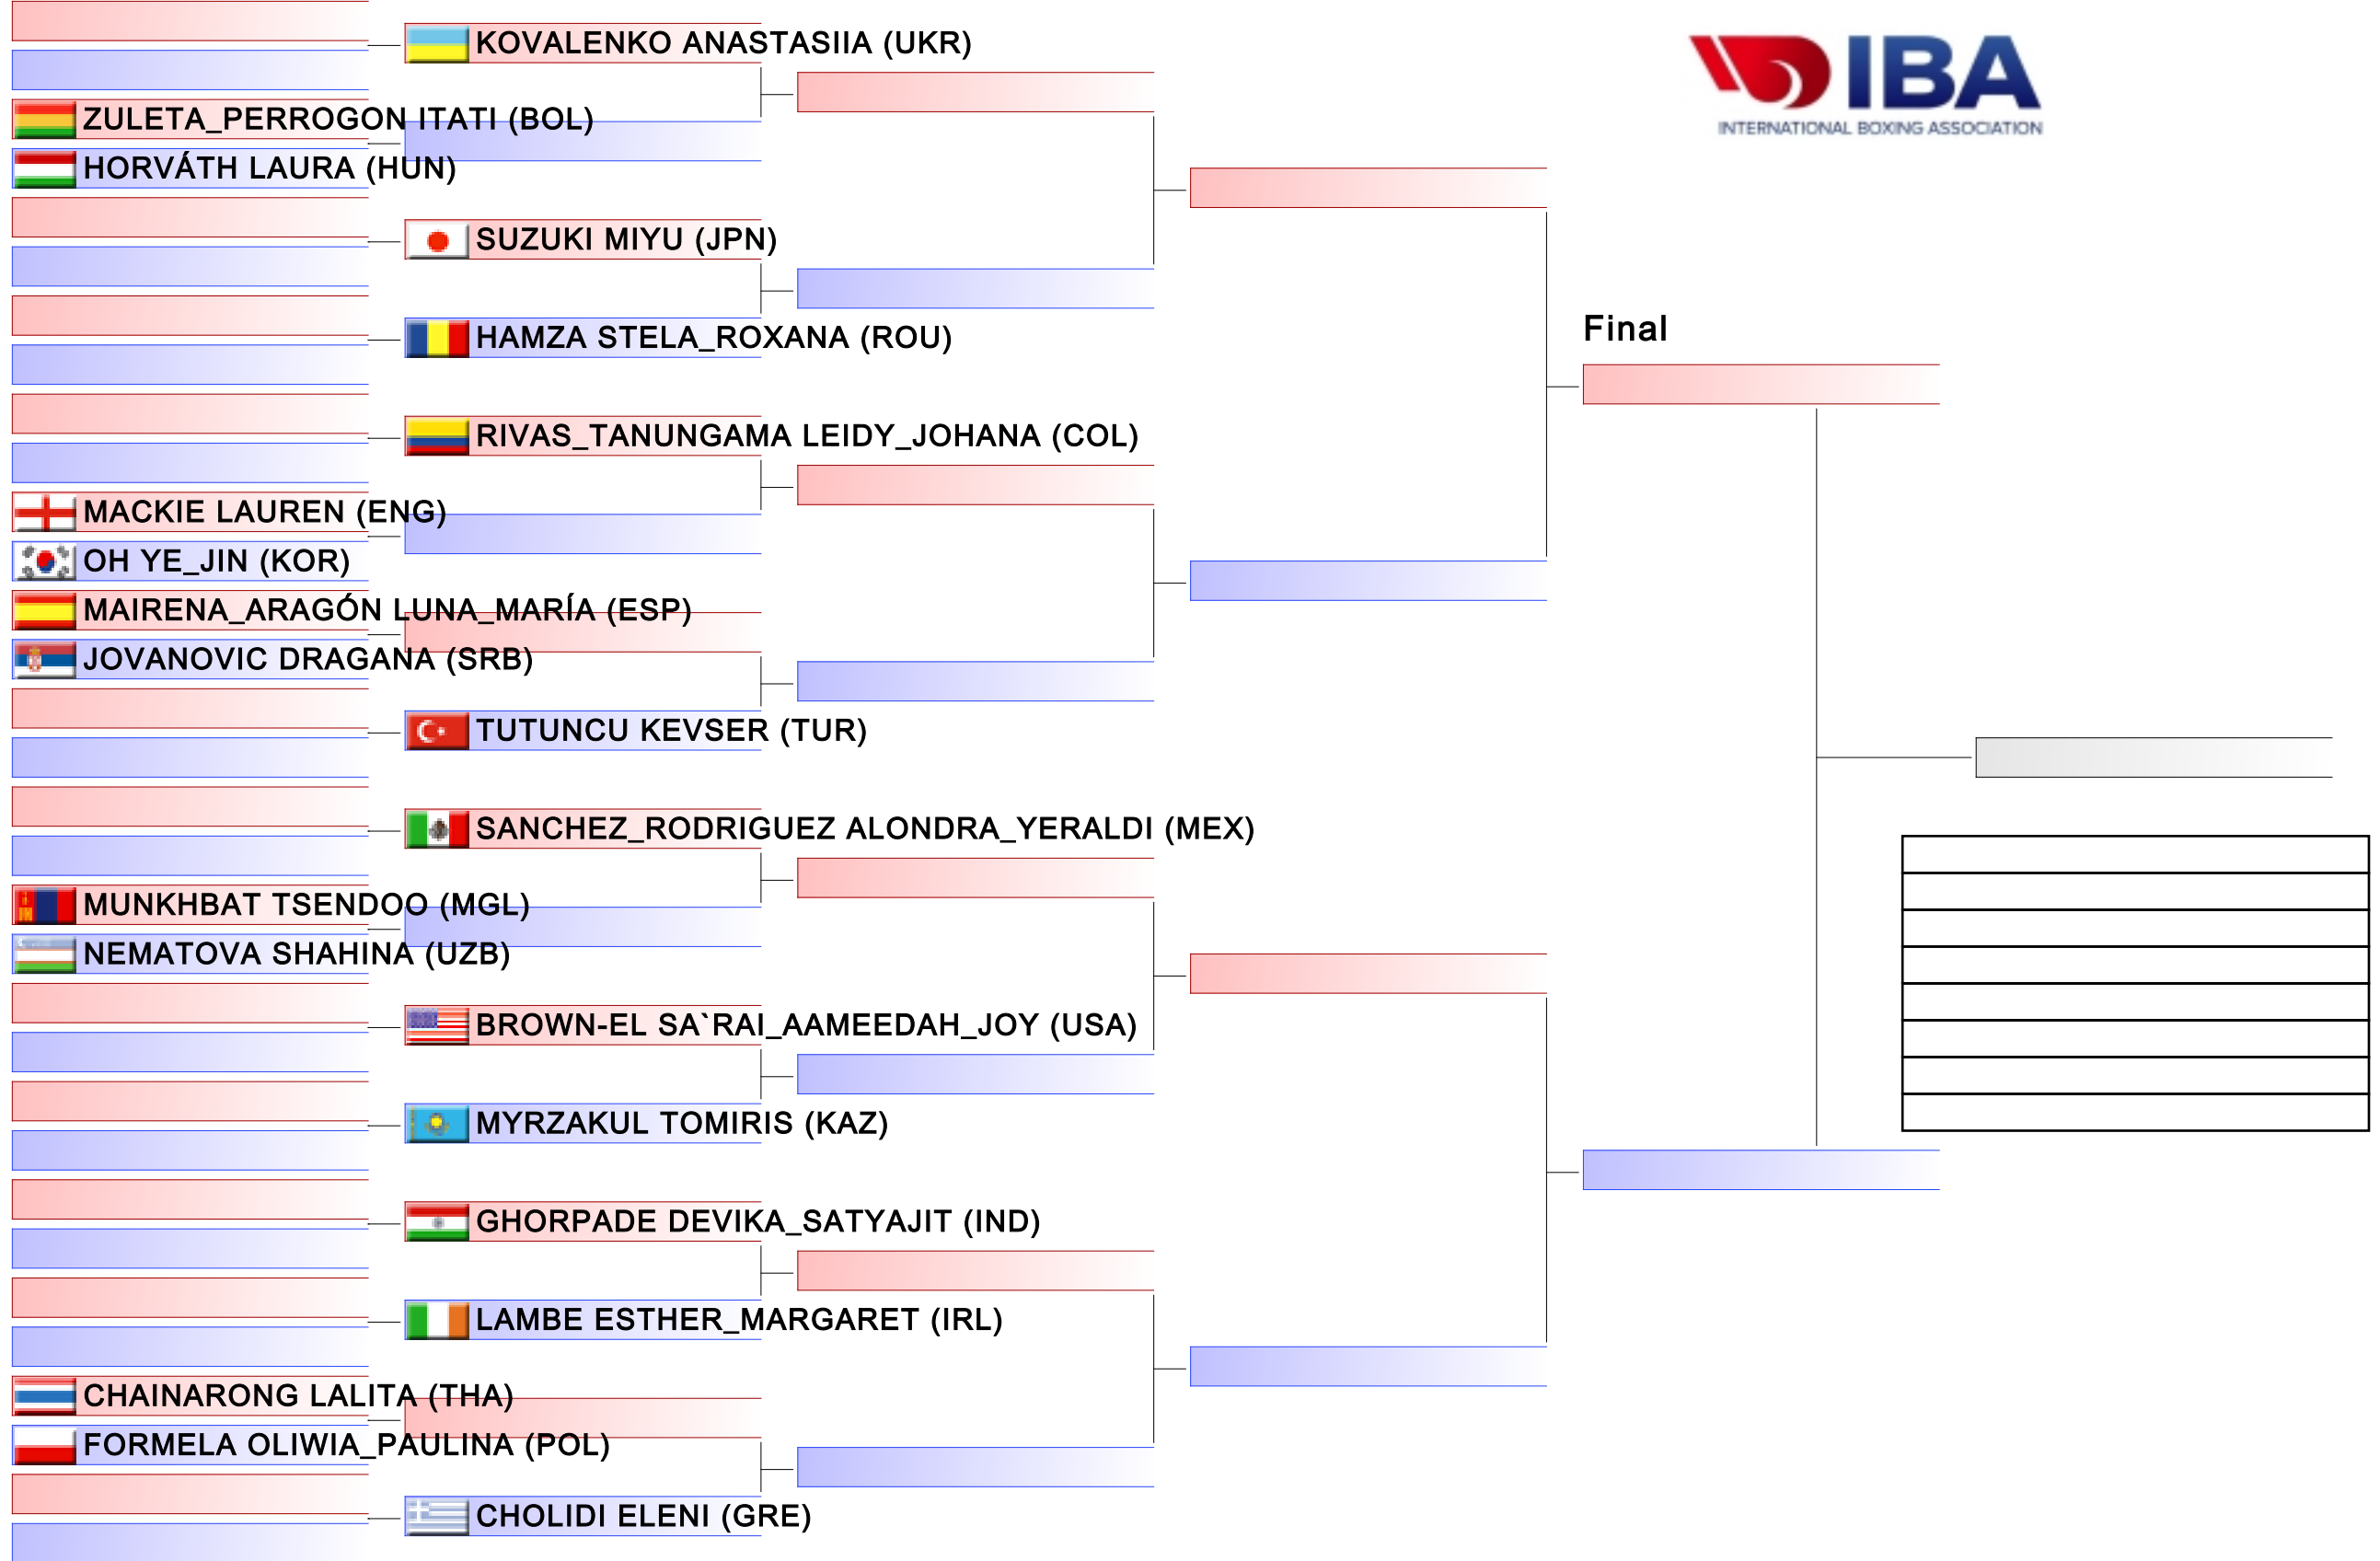 KOVALENKO ANASTASIIA (UKR)
IBA
INTERNATIONAL BOXING ASSOCIATION
ZULETA_PERROGON ITATI (BOL)
HORVÁTH LAURA (HUN)
SUZUKI MIYU (JPN)
HAMZA STELA_ROXANA (ROU)
Final
RIVAS_TANUNGAMA LEIDY_JOHANA (COL)
MACKIE LAUREN (ENG)
OH YE_JIN (KOR)
MAIRENA_ARAGÓN LUNA_MARÍA (ESP)
JOVANOVIC DRAGANA (SRB)
TUTUNCU KEVSER (TUR)
SANCHEZ_RODRIGUEZ ALONDRA_YERALDI (MEX)
MUNKHBAT TSENDOO (MGL)
NEMATOVA SHAHINA (UZB)
BROWN-EL SA`RAI_AAMEEDAH_JOY (USA)
MYRZAKUL TOMIRIS (KAZ)
GHORPADE DEVIKA_SATYAJIT (IND)
LAMBE ESTHER_MARGARET (IRL)
CHAINARONG LALITA (THA)
FORMELA OLIWIA_PAULINA (POL)
CHOLIDI ELENI (GRE)